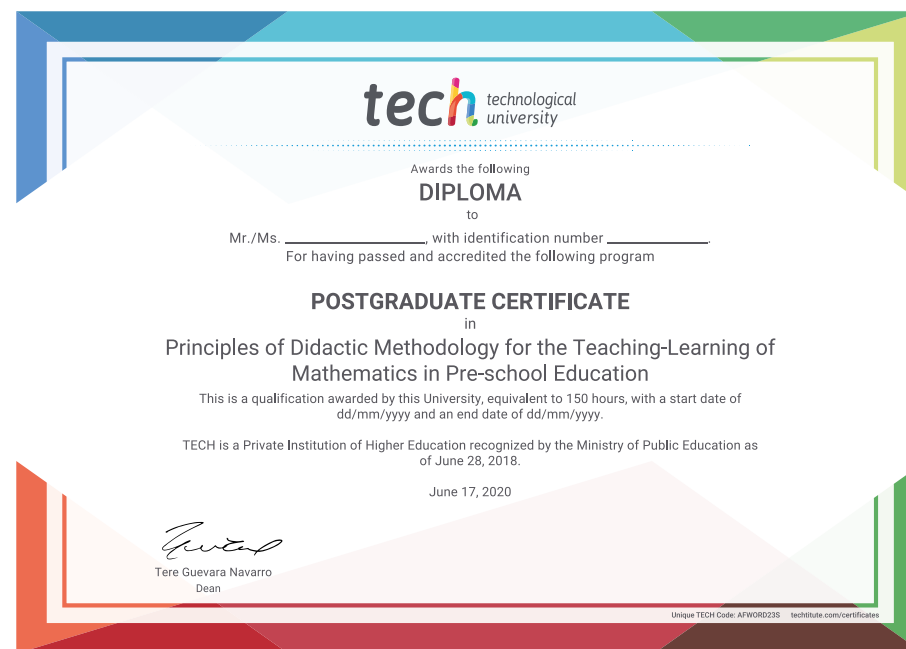 tech technological
university
Awards the following
DIPLOMA
to
Mr./Ms. ____________, with identification number ____________.
For having passed and accredited the following program
POSTGRADUATE CERTIFICATE
in
Principles of Didactic Methodology for the Teaching-Learning of
Mathematics in Pre-school Education
This is a qualification awarded by this University, equivalent to 150 hours, with a start date of
dd/mm/yyyy and an end date of dd/mm/yyyy.
TECH is a Private Institution of Higher Education recognized by the Ministry of Public Education as
of June 28, 2018.
June 17, 2020
Tere Guevara Navarro
Dean
Unique TECH Code: AFWORD23S techtitute.com/certificates